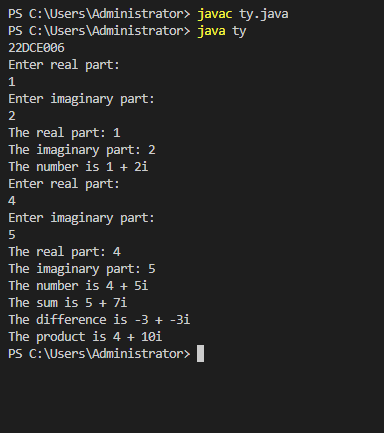 PS C:\Users\Administrator> javac ty.java
PS C:\Users\Administrator> java ty
22DCE006
Enter real part:
1
Enter imaginary part:
2
The real part: 1
The imaginary part: 2
The number is 1 + 2i
Enter real part:
4
Enter imaginary part:
5
The real part: 4
The imaginary part: 5
The number is 4 + 5i
The sum is 5 + 7i
The difference is -3 + -3i
The product is 4 + 10i
PS C:\Users\Administrator>